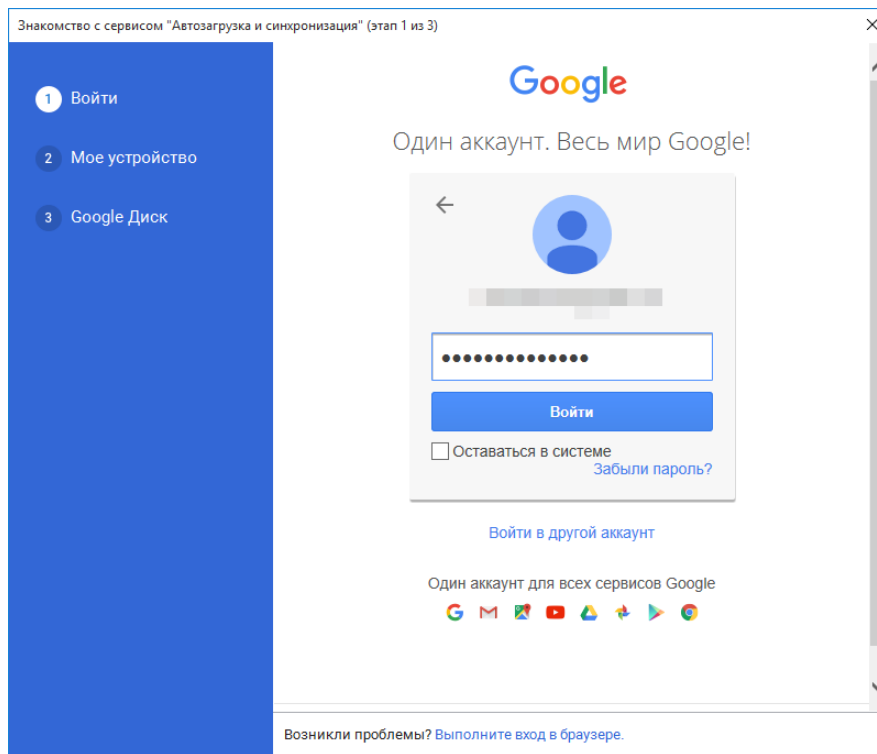 Знакомство с сервисом "Автозагрузка и синхронизация" (этап 1 из 3)
1 Войти
2 Мое устройство
3 Google Диск
Google
Один аккаунт. Весь мир Google!
••••••••••••••
Войти
Оставаться в системе
Забыли пароль?
Войти в другой аккаунт
Один аккаунт для всех сервисов Google
Возникли проблемы? Выполните вход в браузере.